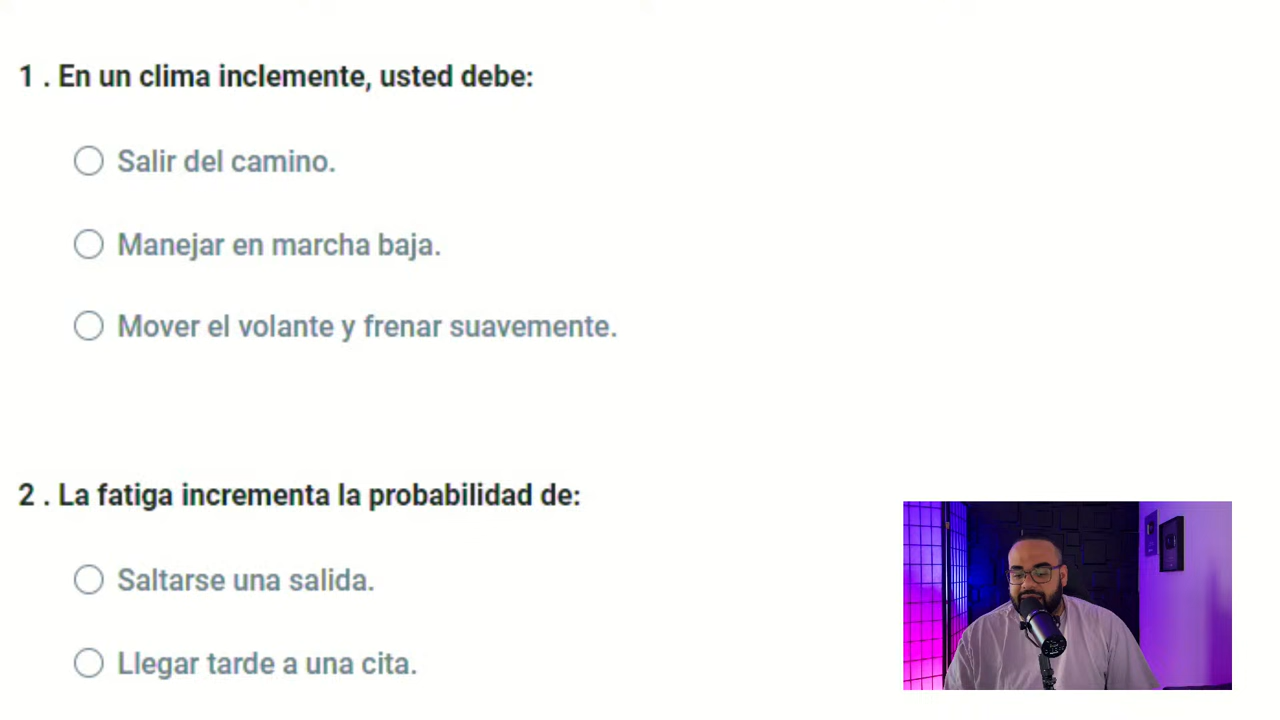 1 . En un clima inclemente, usted debe:
Salir del camino.
Manejar en marcha baja.
Mover el volante y frenar suavemente.
2 . La fatiga incrementa la probabilidad de:
Saltarse una salida.
Llegar tarde a una cita.